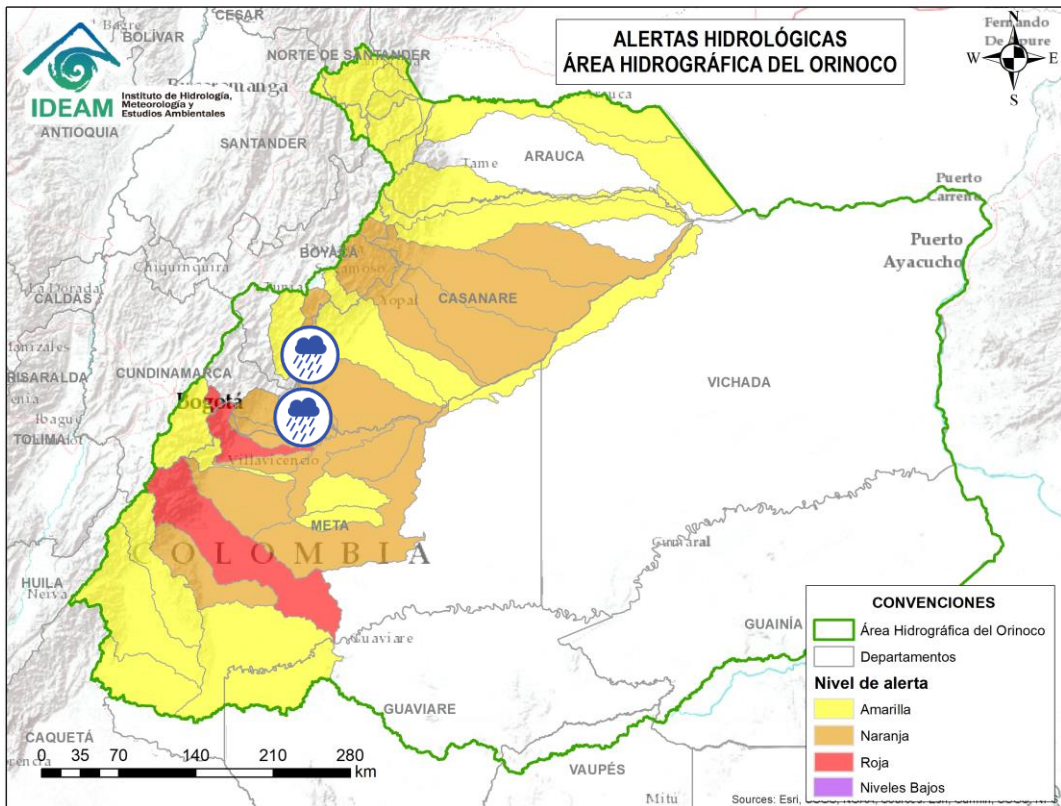 ALERTAS HIDROLÓGICAS
ÁREA HIDROGRÁFICA DEL ORINOCO
IDEAM
Instituto de Hidrología,
Meteorología y
Estudios Ambientales
N
W
E
S
CESAR
BOLÍVAR
NORTE DE SANTANDER
ANTIOQUIA
SANTANDER
ARAUCA
Tame
Puerto
Carreño
Puerto
Ayacucho
BOYACÁ
Chiquinquira
La Dorada
CALDAS
Yopal
CASANARE
CUNDINAMARCA
RISARALDA
Bogotá
VICHADA
Ibague
TOLIMA
Villavicencio
META
COLOMBIA
Cumaral
HUILA
Neiva
Guaviare
GUAINÍA
GUAVIARE
CAQUETÁ
VAUPÉS
Mitú
0 35 70 140 210 280
km
CONVENCIONES
Área Hidrográfica del Orinoco
Departamentos
Nivel de alerta
Amarilla
Naranja
Roja
Niveles Bajos
Sources: Esri,